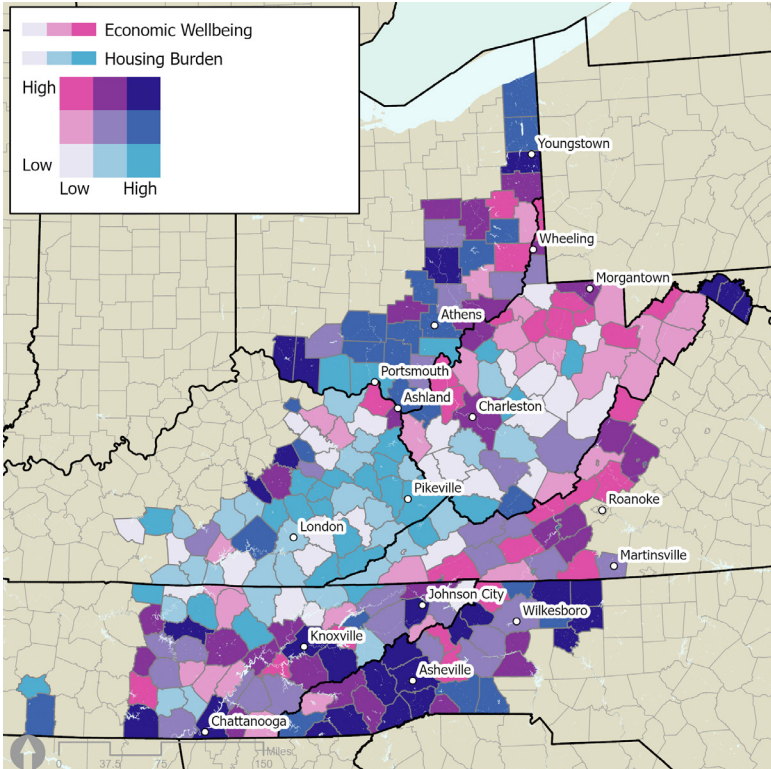 Economic Wellbeing
Housing Burden
High
Low
Low
High
Youngstown
Wheeling
Morgantown
Athens
Portsmouth
Ashland
Charleston
Pikeville
Roanoke
London
Martinsville
Johnson City
Wilkesboro
Knoxville
Asheville
Chattanooga
Miles
0
37.5
75
150